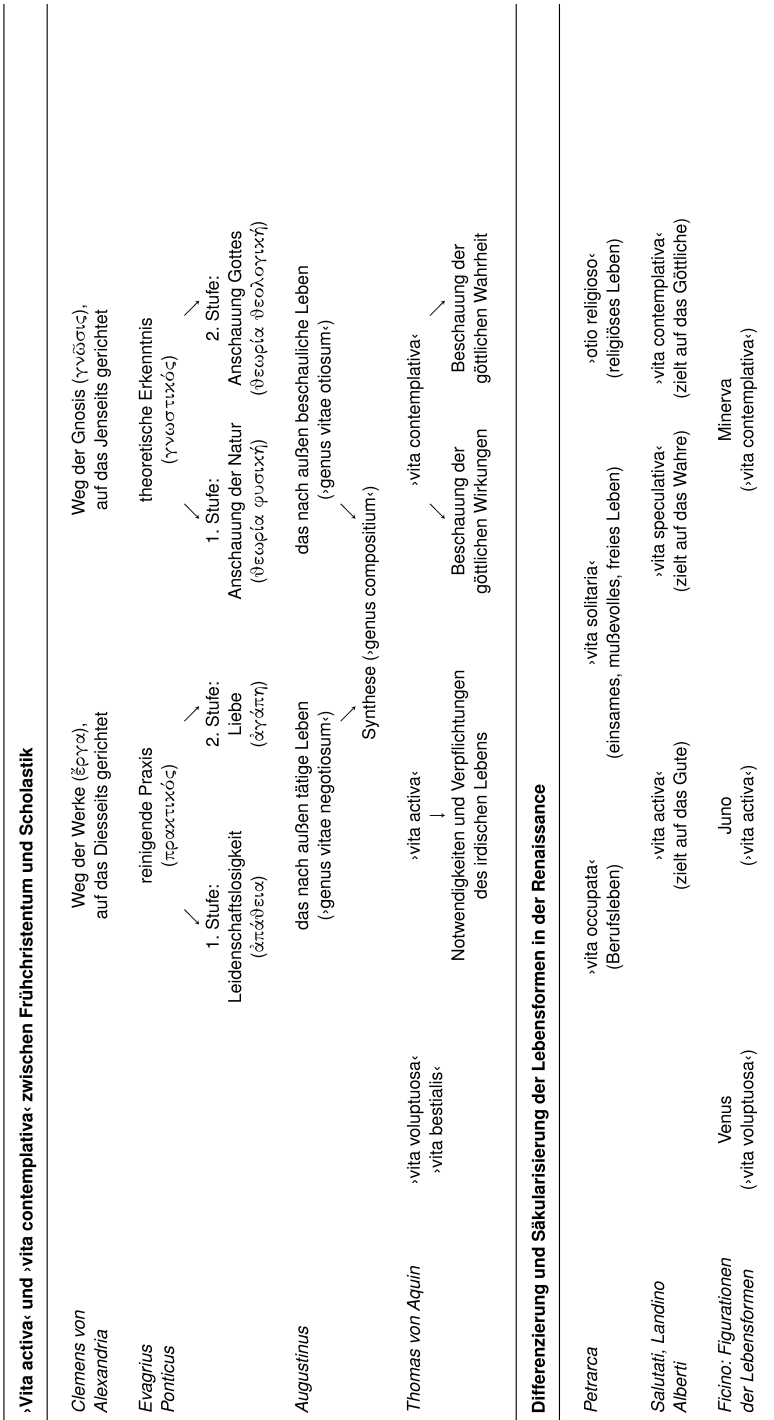 ›Vita activa‹ und ›vita contemplativa‹ zwischen Frühchristentum und Scholastik
Clemens von
Alexandria
Weg der Werke (ἔργα),
auf das Diesseits gerichtet
Weg der Gnosis (γνῶσις),
auf das Jenseits gerichtet
Evagrius
Ponticus
reinigende Praxis
(πρακτικός)
theoretische Erkenntnis
(γνωστικός)
1. Stufe:
Leidenschaftslosigkeit
(ἀπάθεια)
2. Stufe:
Liebe
(ἀγάπη)
1. Stufe:
Anschauung der Natur
(θεωρία φυσική)
2. Stufe:
Anschauung Gottes
(θεωρία θεολογική)
Augustinus
das nach außen tätige Leben
(›genus vitae negotiosum‹)
das nach außen beschauliche Leben
(›genus vitae otiosum‹)
Synthese (›genus compositium‹)
Thomas von Aquin
›vita voluptuosa‹
›vita bestialis‹
›vita activa‹
↓
Notwendigkeiten und Verpflichtungen
des irdischen Lebens
›vita contemplativa‹
Beschauung der
göttlichen Wirkungen
Beschauung der
göttlichen Wahrheit
Differenzierung und Säkularisierung der Lebensformen in der Renaissance
Petrarca
›vita occupata‹
(Berufsleben)
›vita solitaria‹
(einsames, mußevolles, freies Leben)
›otio religioso‹
(religiöses Leben)
Salutati, Landino
Alberti
›vita activa‹
(zielt auf das Gute)
›vita speculativa‹
(zielt auf das Wahre)
›vita contemplativa‹
(zielt auf das Göttliche)
Ficino: Figurationen
der Lebensformen
Venus
(›vita voluptuosa‹)
Juno
(›vita activa‹)
Minerva
(›vita contemplativa‹)